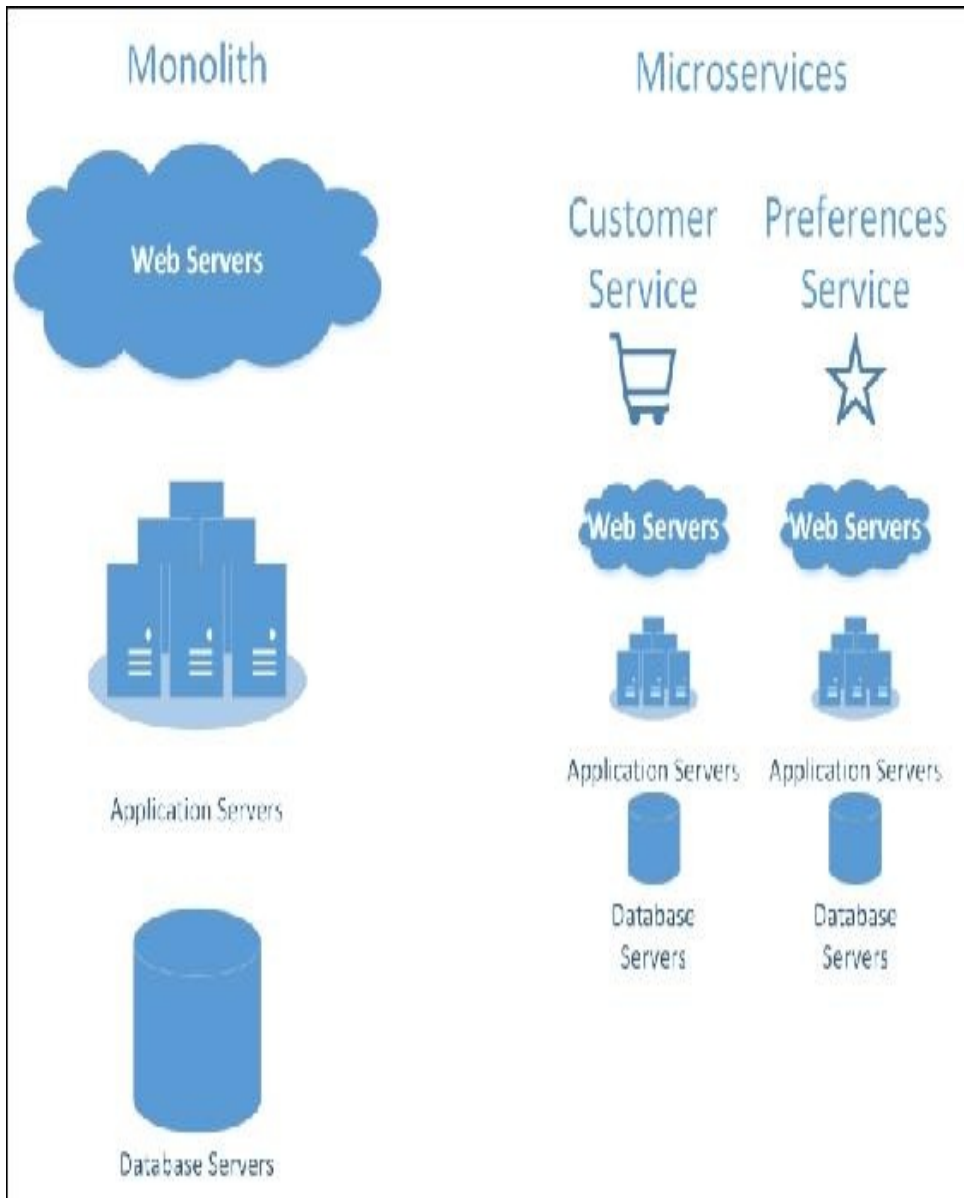 Monolith
Web Servers
Application Servers
Database Servers
Microservices
Customer
Service
Web Servers
Application Servers
Database
Servers
Preferences
Service
Web Servers
Application Servers
Database
Servers